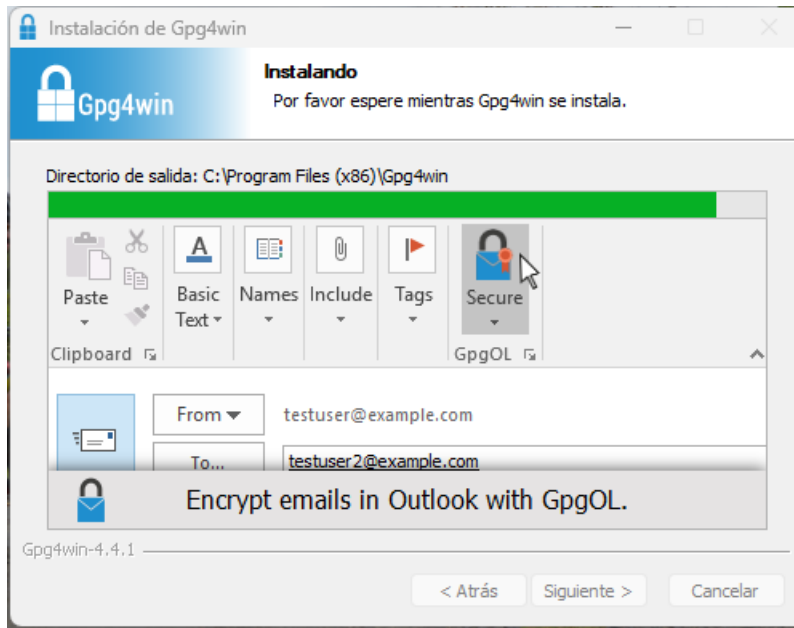 Instalación de Gpg4win
Gpg4win
Instalando
Por favor espere mientras Gpg4win se instala.
Directorio de salida: C:\Program Files (x86)\Gpg4win
Paste
Basic
Text
Names
Include
Tags
Secure
Clipboard
GpgOL
From
testuser@example.com
To...
testuser2@example.com
Encrypt emails in Outlook with GpgOL.
Gpg4win-4.4.1
< Atrás
Siguiente >
Cancelar